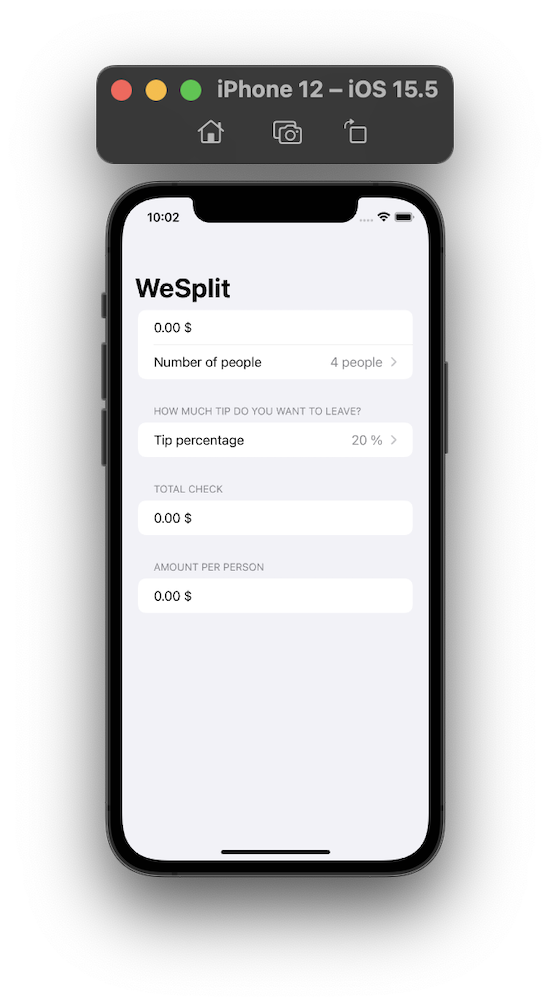 iPhone 12 – iOS 15.5
10:02
WeSplit
0.00 $
Number of people 4 people
HOW MUCH TIP DO YOU WANT TO LEAVE?
Tip percentage 20 %
TOTAL CHECK
0.00 $
AMOUNT PER PERSON
0.00 $